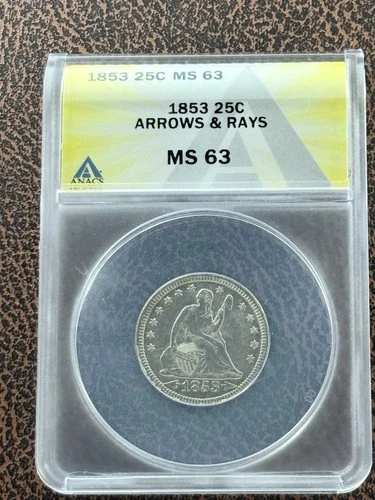 1853 25C MS 63
1853 25C
ARROWS & RAYS
MS 63
ANACS
1853